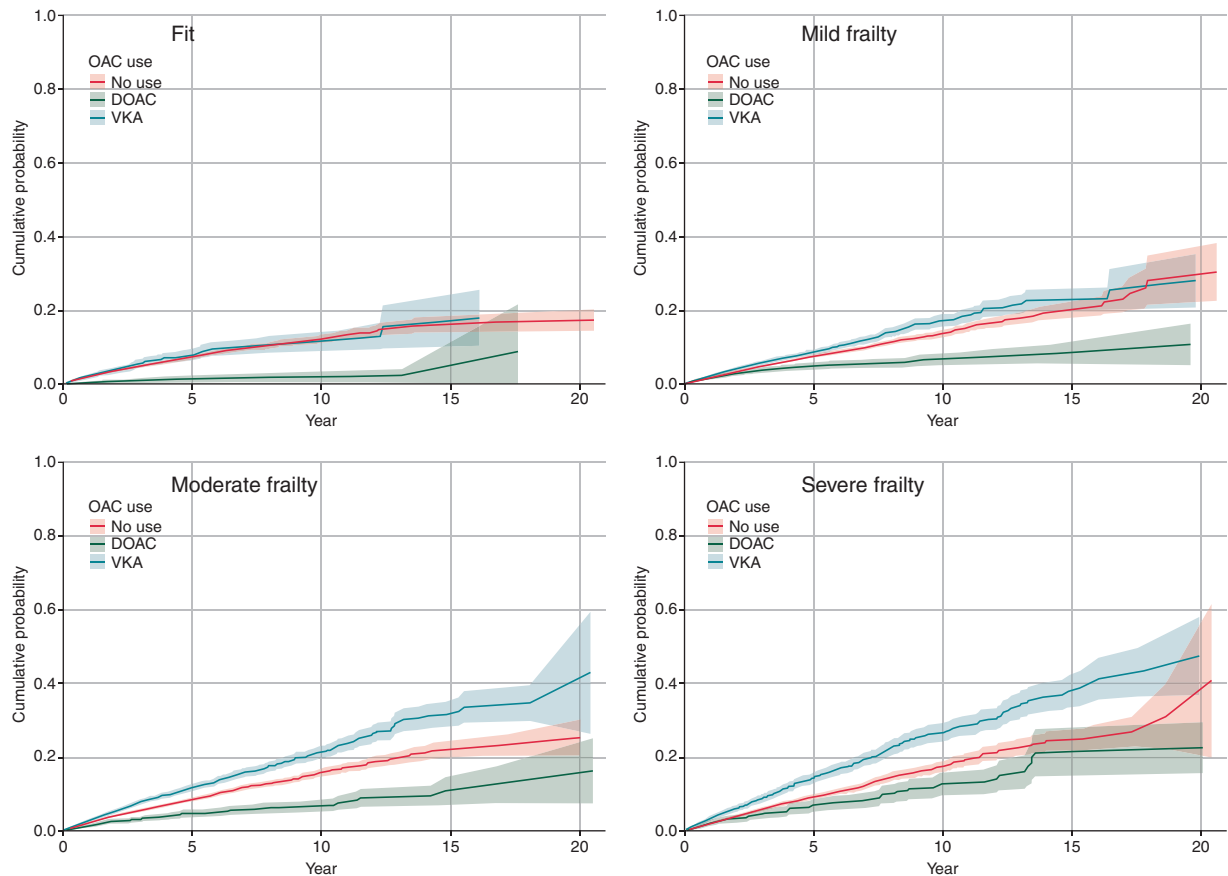 Fit
OAC use
No use
DOAC
VKA
Cumulative probability
1.0
0.8
0.6
0.4
0.2
0.0
0 5 10 15 20
Year
Mild frailty
OAC use
No use
DOAC
VKA
Cumulative probability
1.0
0.8
0.6
0.4
0.2
0.0
0 5 10 15 20
Year
Moderate frailty
OAC use
No use
DOAC
VKA
Cumulative probability
1.0
0.8
0.6
0.4
0.2
0.0
0 5 10 15 20
Year
Severe frailty
OAC use
No use
DOAC
VKA
Cumulative probability
1.0
0.8
0.6
0.4
0.2
0.0
0 5 10 15 20
Year